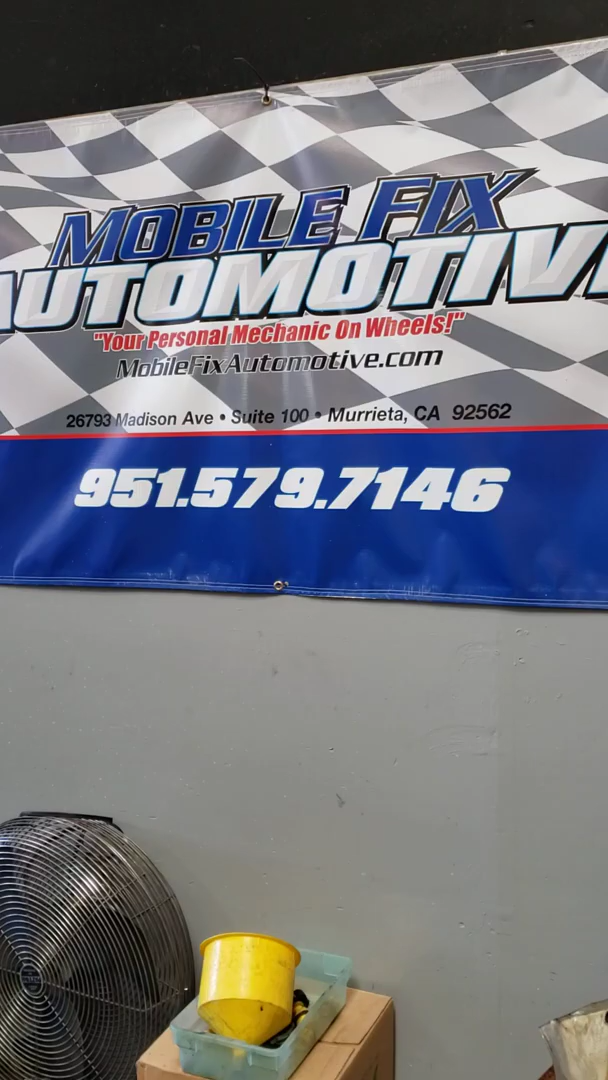 MOBILE FIX
AUTOMOTIVE
"Your Personal Mechanic On Wheels!"
MobileFixAutomotive.com
26793 Madison Ave • Suite 100 • Murrieta, CA 92562
951.579.7146